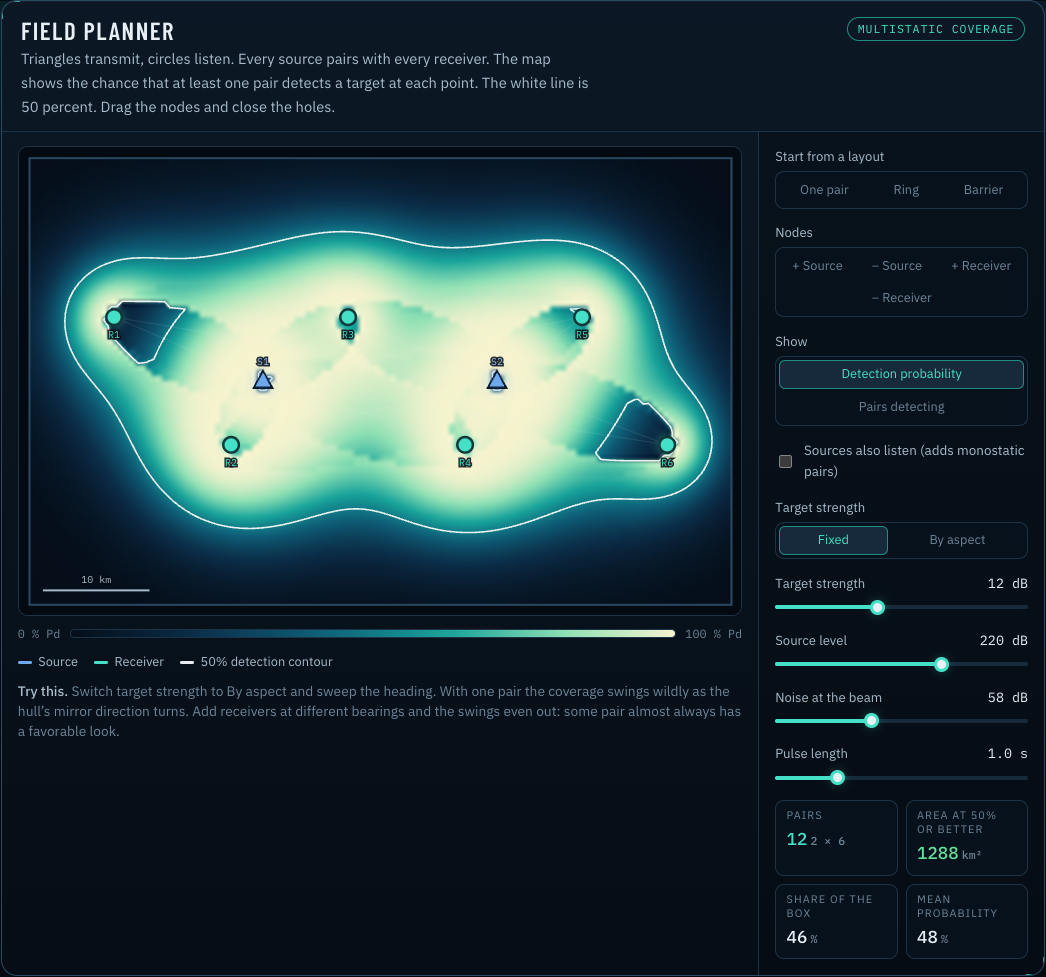 FIELD PLANNER
MULTISTATIC COVERAGE
Triangles transmit, circles listen. Every source pairs with every receiver. The map
shows the chance that at least one pair detects a target at each point. The white line is
50 percent. Drag the nodes and close the holes.
R1
R3
R5
S1
S2
R2
R4
R6
10 km
0 % Pd
100 % Pd
Source
Receiver
50% detection contour
Try this. Switch target strength to By aspect and sweep the heading. With one pair the coverage swings wildly as the
hull’s mirror direction turns. Add receivers at different bearings and the swings even out: some pair almost always has
a favorable look.
Start from a layout
One pair
Ring
Barrier
Nodes
+ Source
− Source
+ Receiver
− Receiver
Show
Detection probability
Pairs detecting
Sources also listen (adds monostatic
pairs)
Target strength
Fixed
By aspect
Target strength
12 dB
Source level
220 dB
Noise at the beam
58 dB
Pulse length
1.0 s
PAIRS
12 2 × 6
AREA AT 50%
OR BETTER
1288 km²
SHARE OF THE
BOX
46 %
MEAN
PROBABILITY
48 %